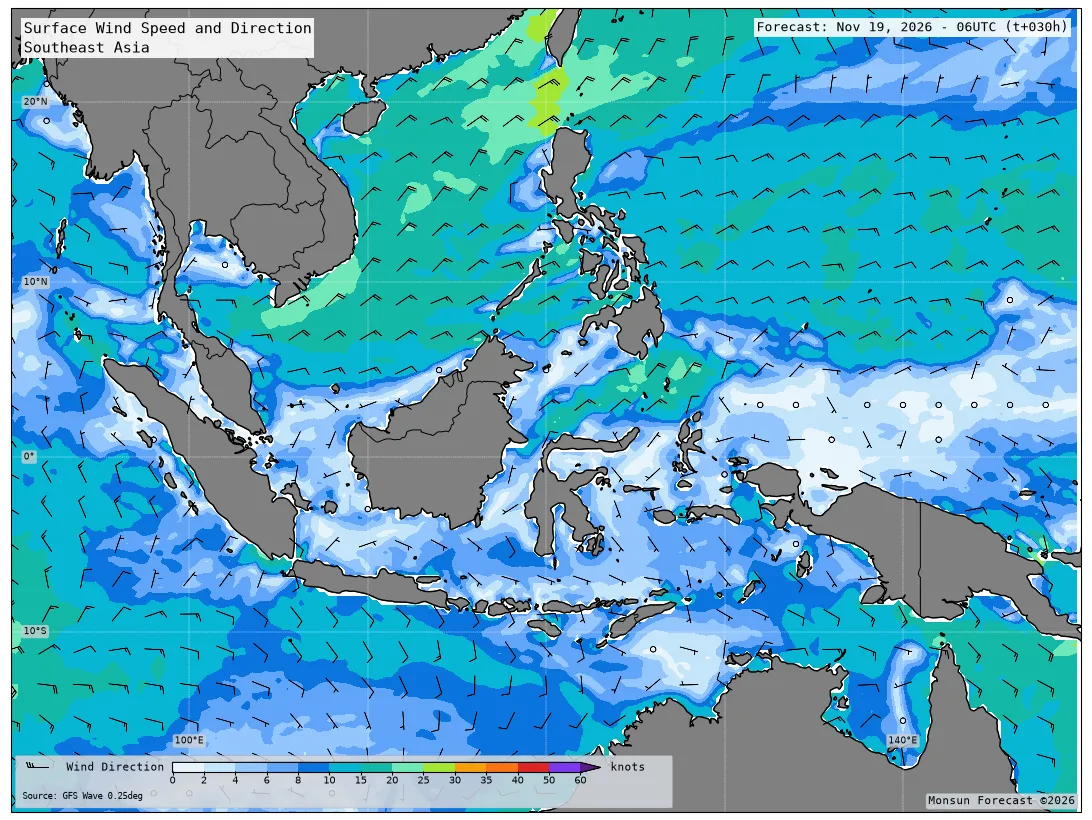 Surface Wind Speed and Direction
Southeast Asia
Forecast: Nov 19, 2026 - 06UTC (t+030h)
20°N
10°N
0°
10°S
100°E
140°E
Wind Direction
0 2 4 6 8 10 15 20 25 30 35 40 50 60
knots
Source: GFS Wave 0.25deg
Monsun Forecast ©2026